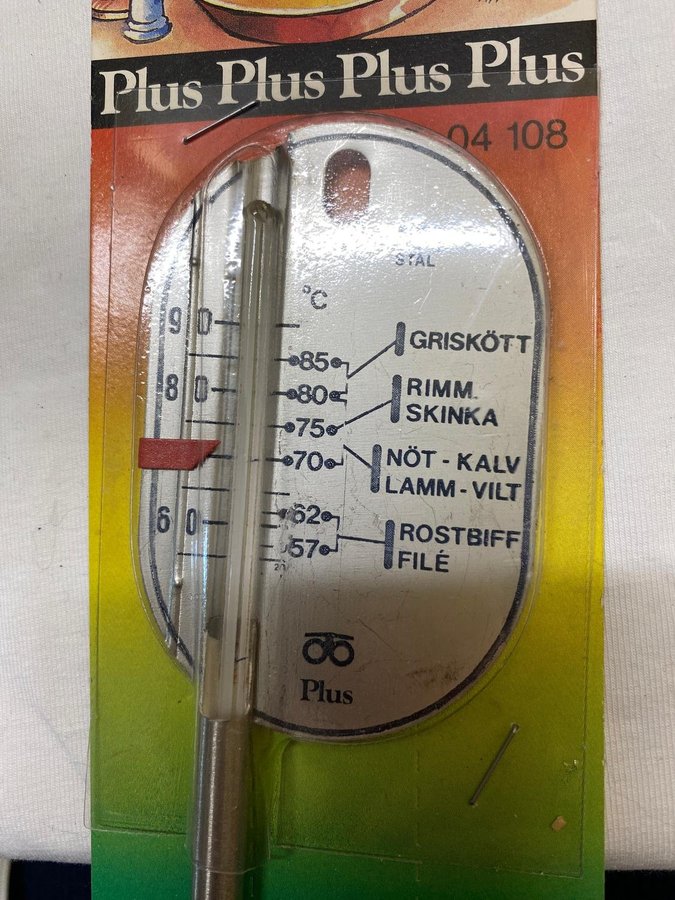 Plus Plus Plus Plus
04 108
STÅL
°C
90
85
GRISKÖTT
80
80
RIMM.
SKINKA
75
70
NÖT - KALV
LAMM - VILT
62
60
ROSTBIFF
FILÉ
57
Plus